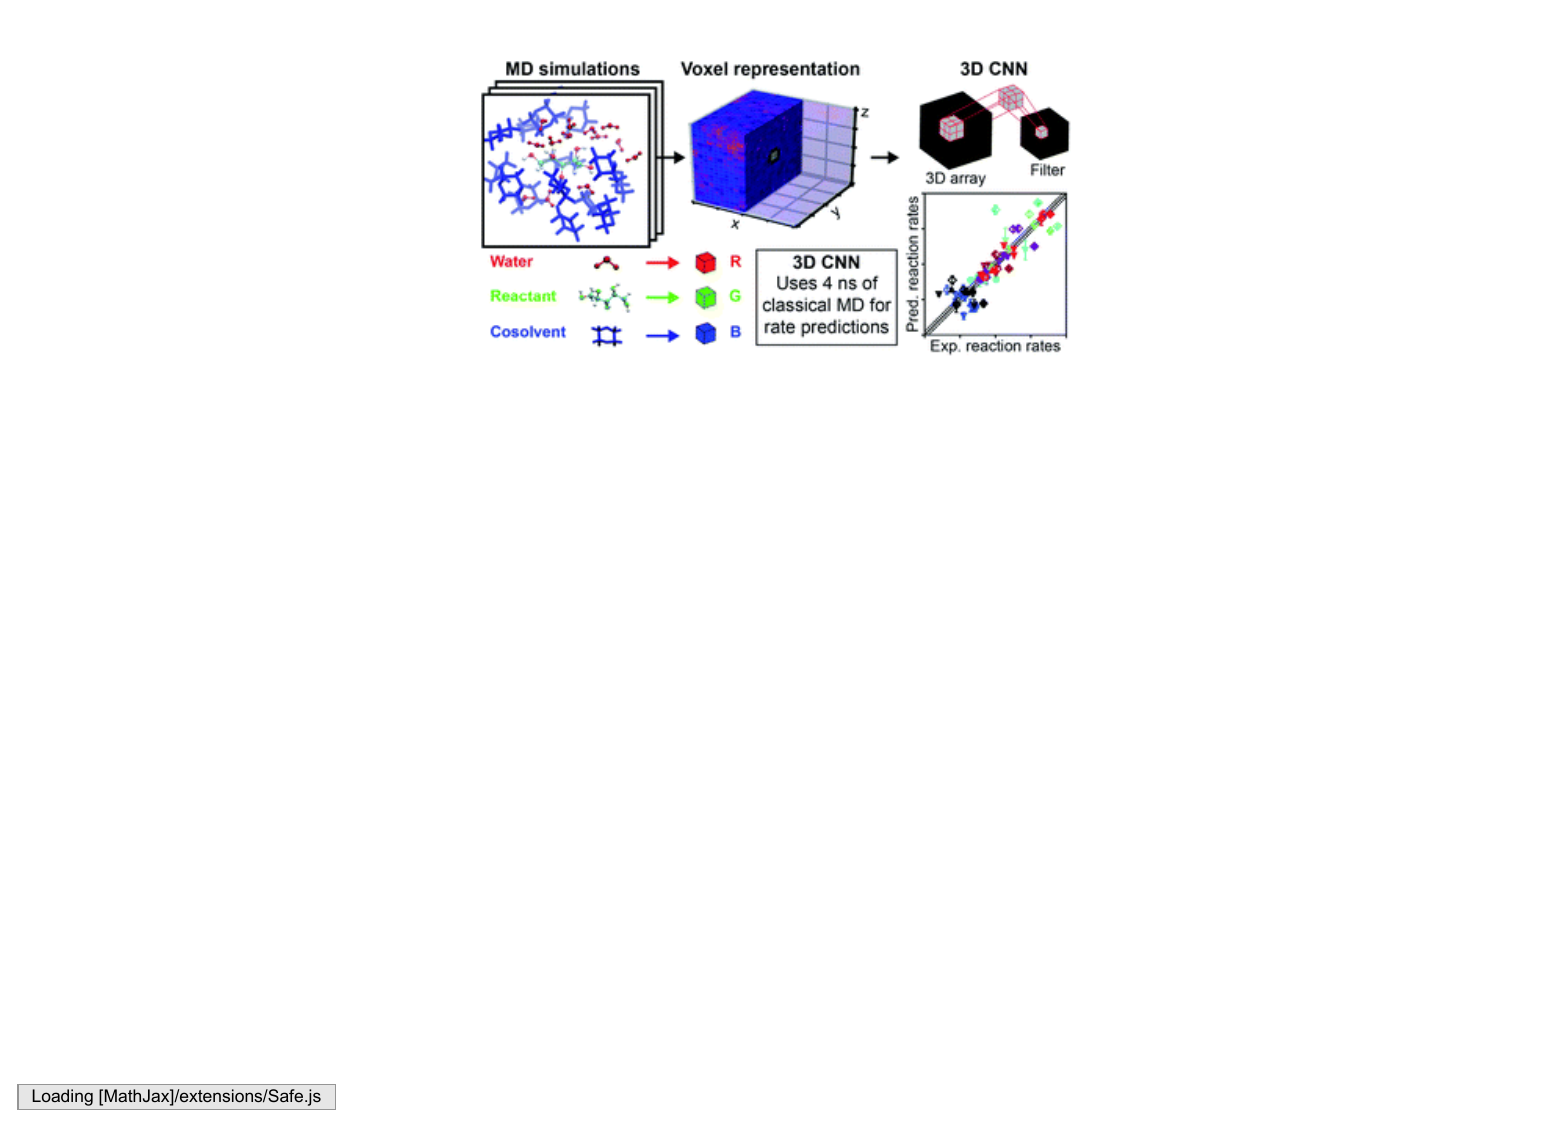 MD simulations
Voxel representation
3D CNN
z
y
x
3D array
Filter
Water
R
Reactant
G
Cosolvent
B
3D CNN
Uses 4 ns of
classical MD for
rate predictions
Pred. reaction rates
Exp. reaction rates
Loading [MathJax]/extensions/Safe.js